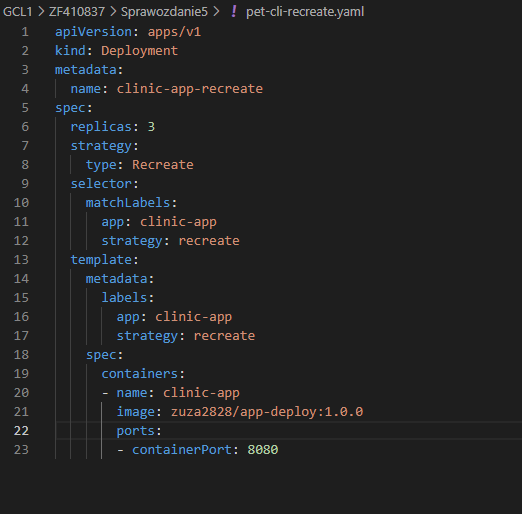 GCL1 > ZF410837 > Sprawozdanie5 > ! pet-cli-recreate.yaml
1 apiVersion: apps/v1
2 kind: Deployment
3 metadata:
4   name: clinic-app-recreate
5 spec:
6   replicas: 3
7   strategy:
8     type: Recreate
9   selector:
10     matchLabels:
11       app: clinic-app
12       strategy: recreate
13   template:
14     metadata:
15       labels:
16         app: clinic-app
17         strategy: recreate
18     spec:
19       containers:
20       - name: clinic-app
21         image: zuza2828/app-deploy:1.0.0
22         ports:
23         - containerPort: 8080